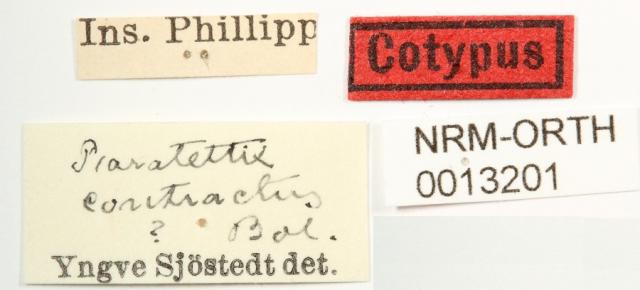 Ins. Phillipp
Cotypus
Paratettix
contractus
? Bol.
Yngve Sjöstedt det.
NRM-ORTH
0013201